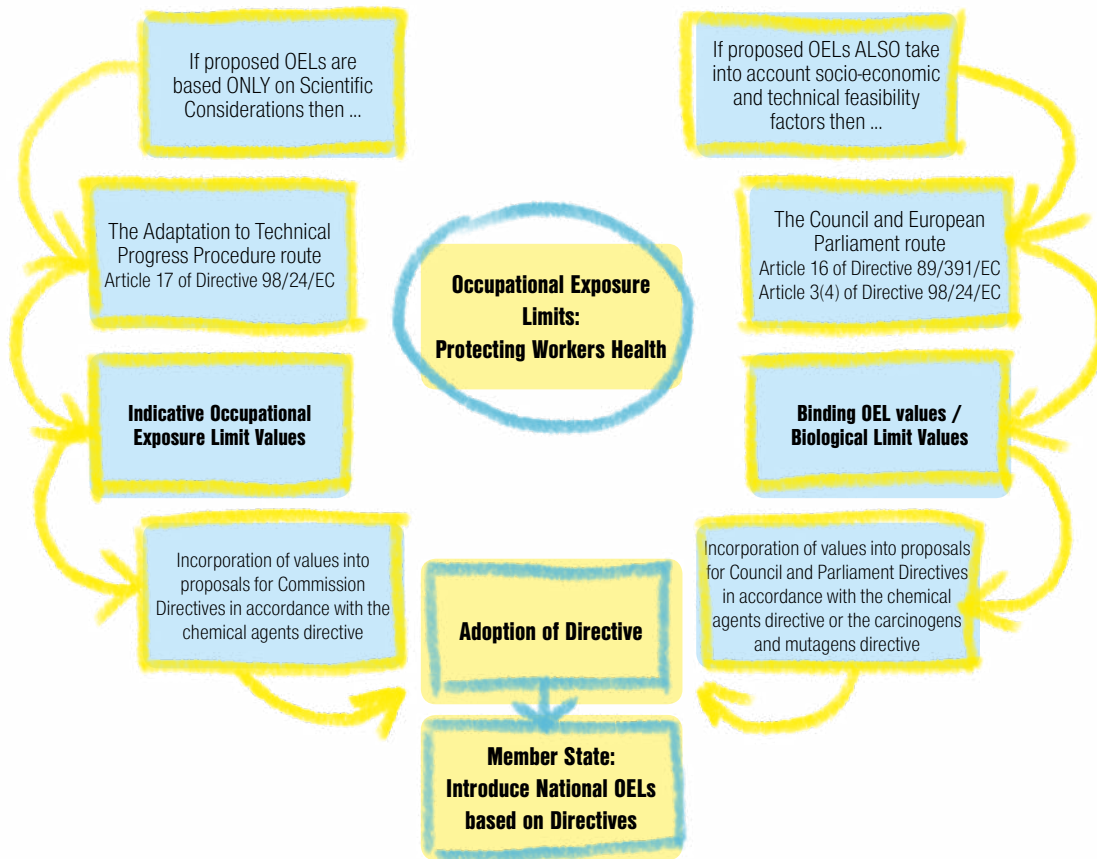 If proposed OELs are
based ONLY on Scientific
Considerations then ...
The Adaptation to Technical
Progress Procedure route
Article 17 of Directive 98/24/EC
Indicative Occupational
Exposure Limit Values
Incorporation of values into
proposals for Commission
Directives in accordance with the
chemical agents directive
Occupational Exposure
Limits:
Protecting Workers Health
If proposed OELs ALSO take
into account socio-economic
and technical feasibility
factors then ...
The Council and European
Parliament route
Article 16 of Directive 89/391/EC
Article 3(4) of Directive 98/24/EC
Binding OEL values /
Biological Limit Values
Incorporation of values into proposals
for Council and Parliament Directives
in accordance with the chemical
agents directive or the carcinogens
and mutagens directive
Adoption of Directive
Member State:
Introduce National OELs
based on Directives